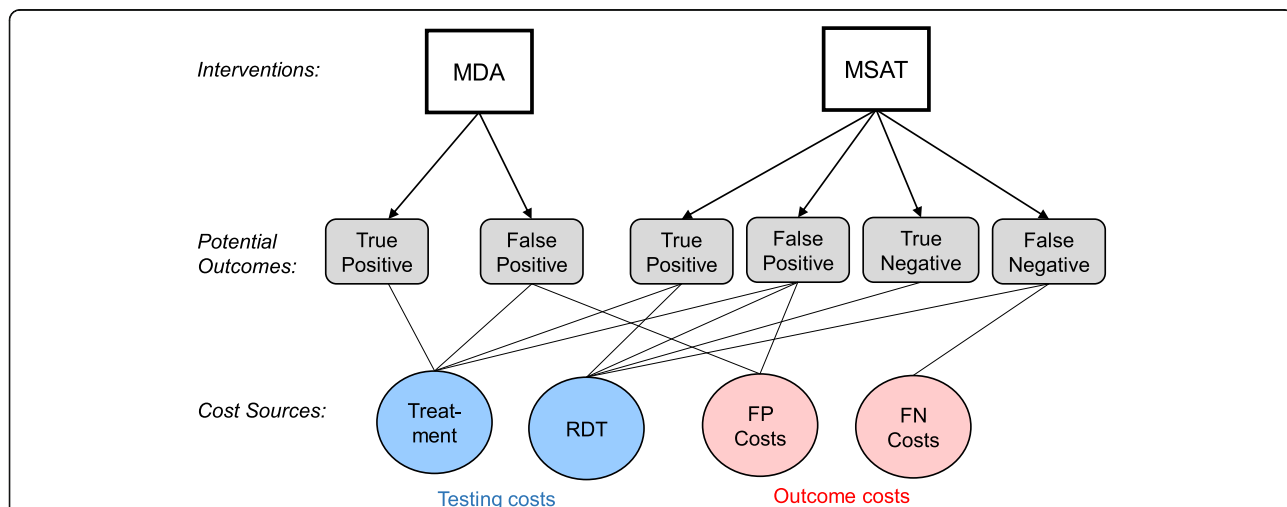 Interventions:
MDA
MSAT
Potential
Outcomes:
True
Positive
False
Positive
True
Positive
False
Positive
True
Negative
False
Negative
Cost Sources:
Treat-
ment
RDT
FP
Costs
FN
Costs
Testing costs
Outcome costs